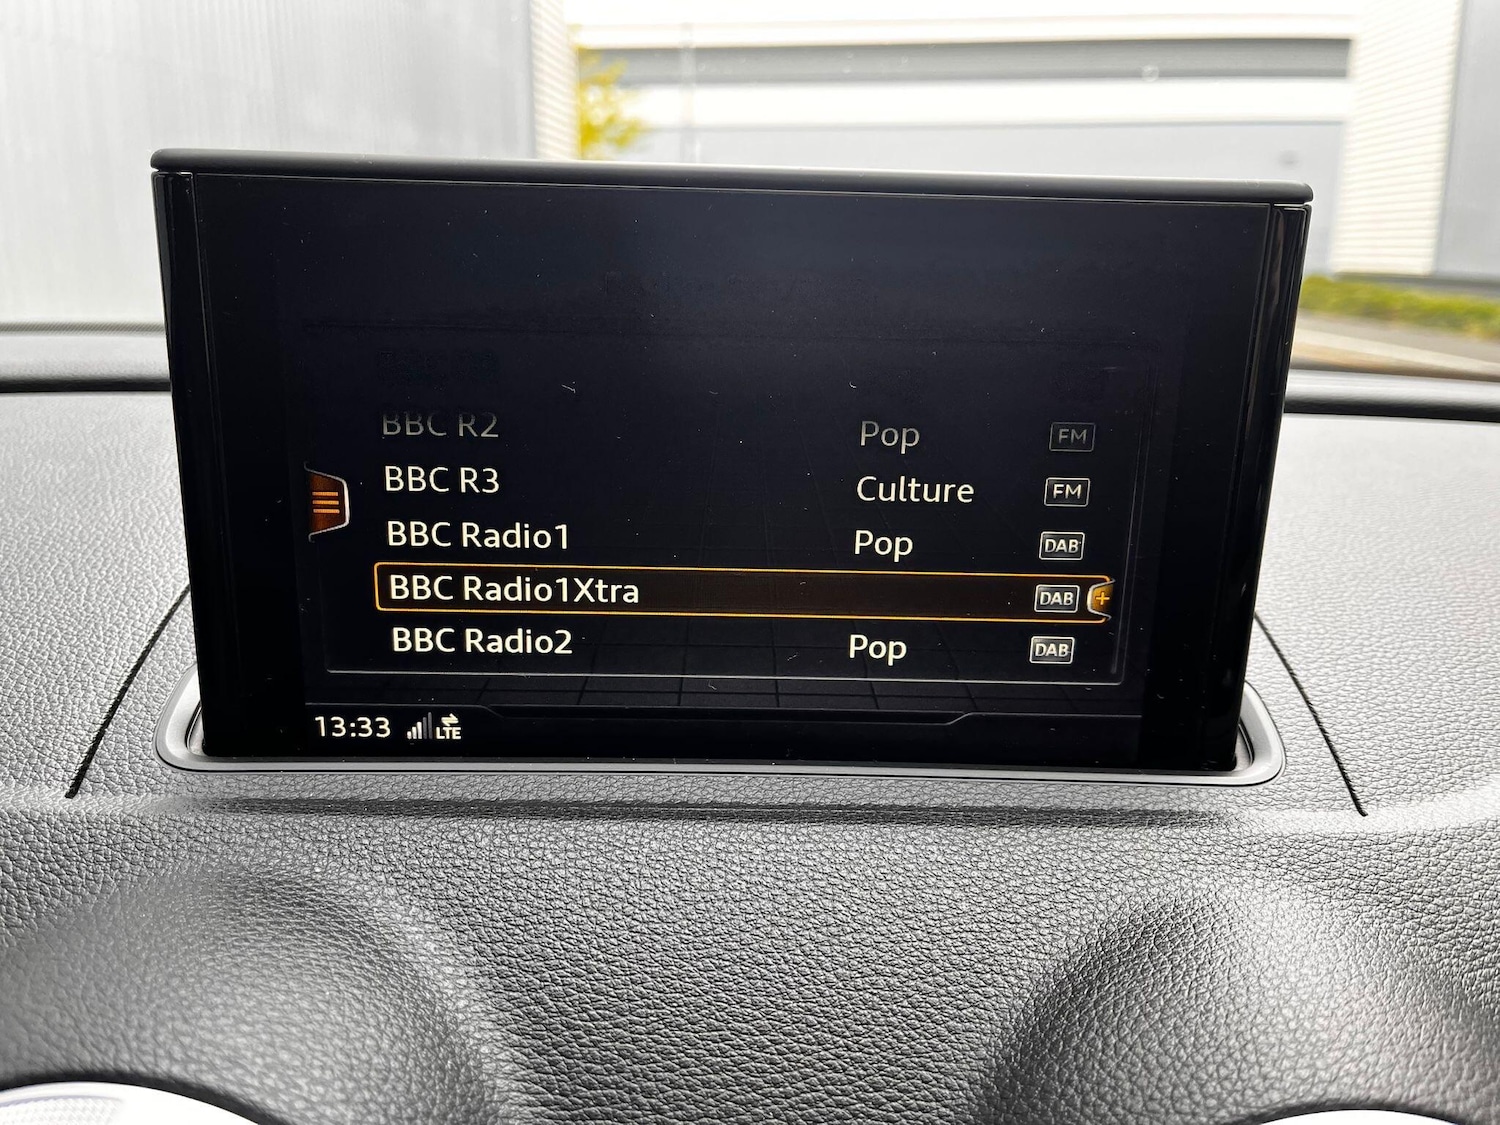 BBC R2 Pop FM
BBC R3 Culture FM
BBC Radio1 Pop DAB
BBC Radio1Xtra DAB +
BBC Radio2 Pop DAB
13:33 LTE